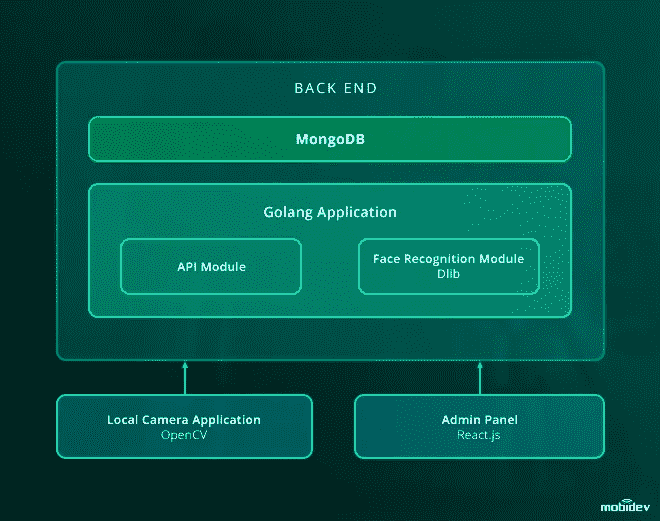 BACK END
MongoDB
Golang Application
API Module
Face Recognition Module
Dlib
Local Camera Application
OpenCV
Admin Panel
React.js
mobidev